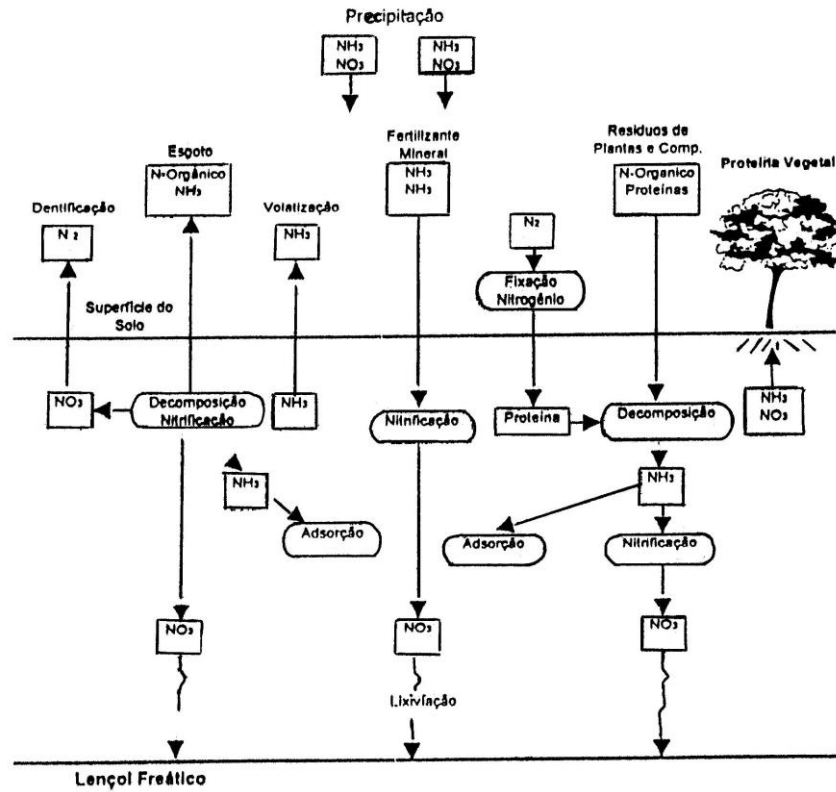 Precipitação
NH₃
NO₃
NH₃
NO₃
Esgoto
N-Orgânico
NH₃
Fertilizante
Mineral
NH₃
NH₃
Resíduos de
Plantas e Comp.
N-Organico
Proteínas
Proteína Vegetal
Dentificação
N₂
Volatização
NH₃
N₂
Fixação
Nitrogênio
Superfície do
Solo
NO₃
Decomposição
Nitrificação
NH₃
Nitrificação
Proteína
Decomposição
NH₃
NO₃
NH₃
Adsorção
NH₃
Adsorção
Nitrificação
NO₃
NO₃
NO₃
Lixiviação
Lençol Freático